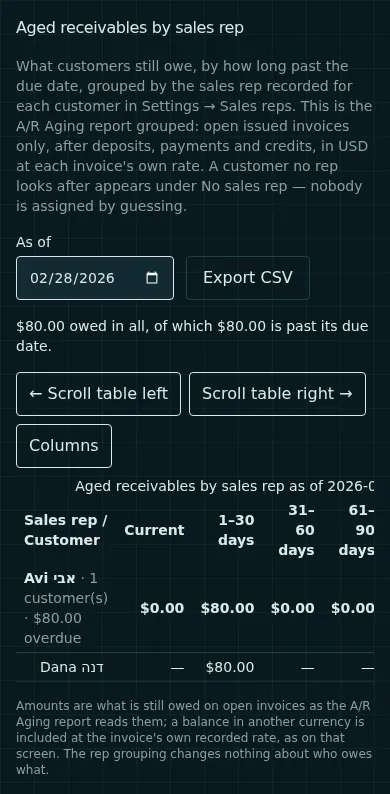 Aged receivables by sales rep
What customers still owe, by how long past the
due date, grouped by the sales rep recorded for
each customer in Settings → Sales reps. This is the
A/R Aging report grouped: open issued invoices
only, after deposits, payments and credits, in USD
at each invoice's own rate. A customer no rep
looks after appears under No sales rep — nobody
is assigned by guessing.
As of
02/28/2026
Export CSV
$80.00 owed in all, of which $80.00 is past its due
date.
← Scroll table left
Scroll table right →
Columns
Aged receivables by sales rep as of 2026-0
Sales rep / Customer
Current
1–30 days
31–60 days
61–90 days
Avi אבי · 1 customer(s) · $80.00 overdue
$0.00
$80.00
$0.00
$0.00
Dana דנה
—
$80.00
—
—
Amounts are what is still owed on open invoices as the A/R
Aging report reads them; a balance in another currency is
included at the invoice's own recorded rate, as on that
screen. The rep grouping changes nothing about who owes
what.